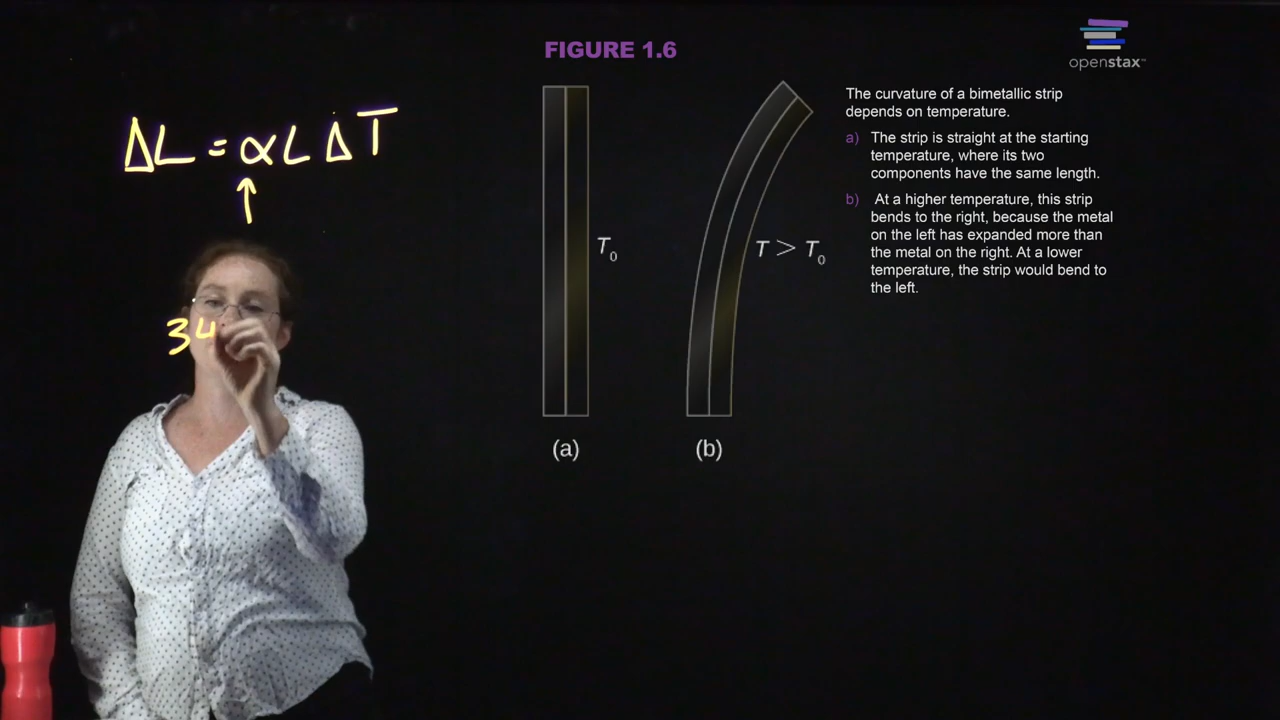 FIGURE 1.6
openstax™
ΔL = αLΔT
↑
34
T₀
T > T₀
(a)
(b)
The curvature of a bimetallic strip
depends on temperature.
a) The strip is straight at the starting
temperature, where its two
components have the same length.
b) At a higher temperature, this strip
bends to the right, because the metal
on the left has expanded more than
the metal on the right. At a lower
temperature, the strip would bend to
the left.